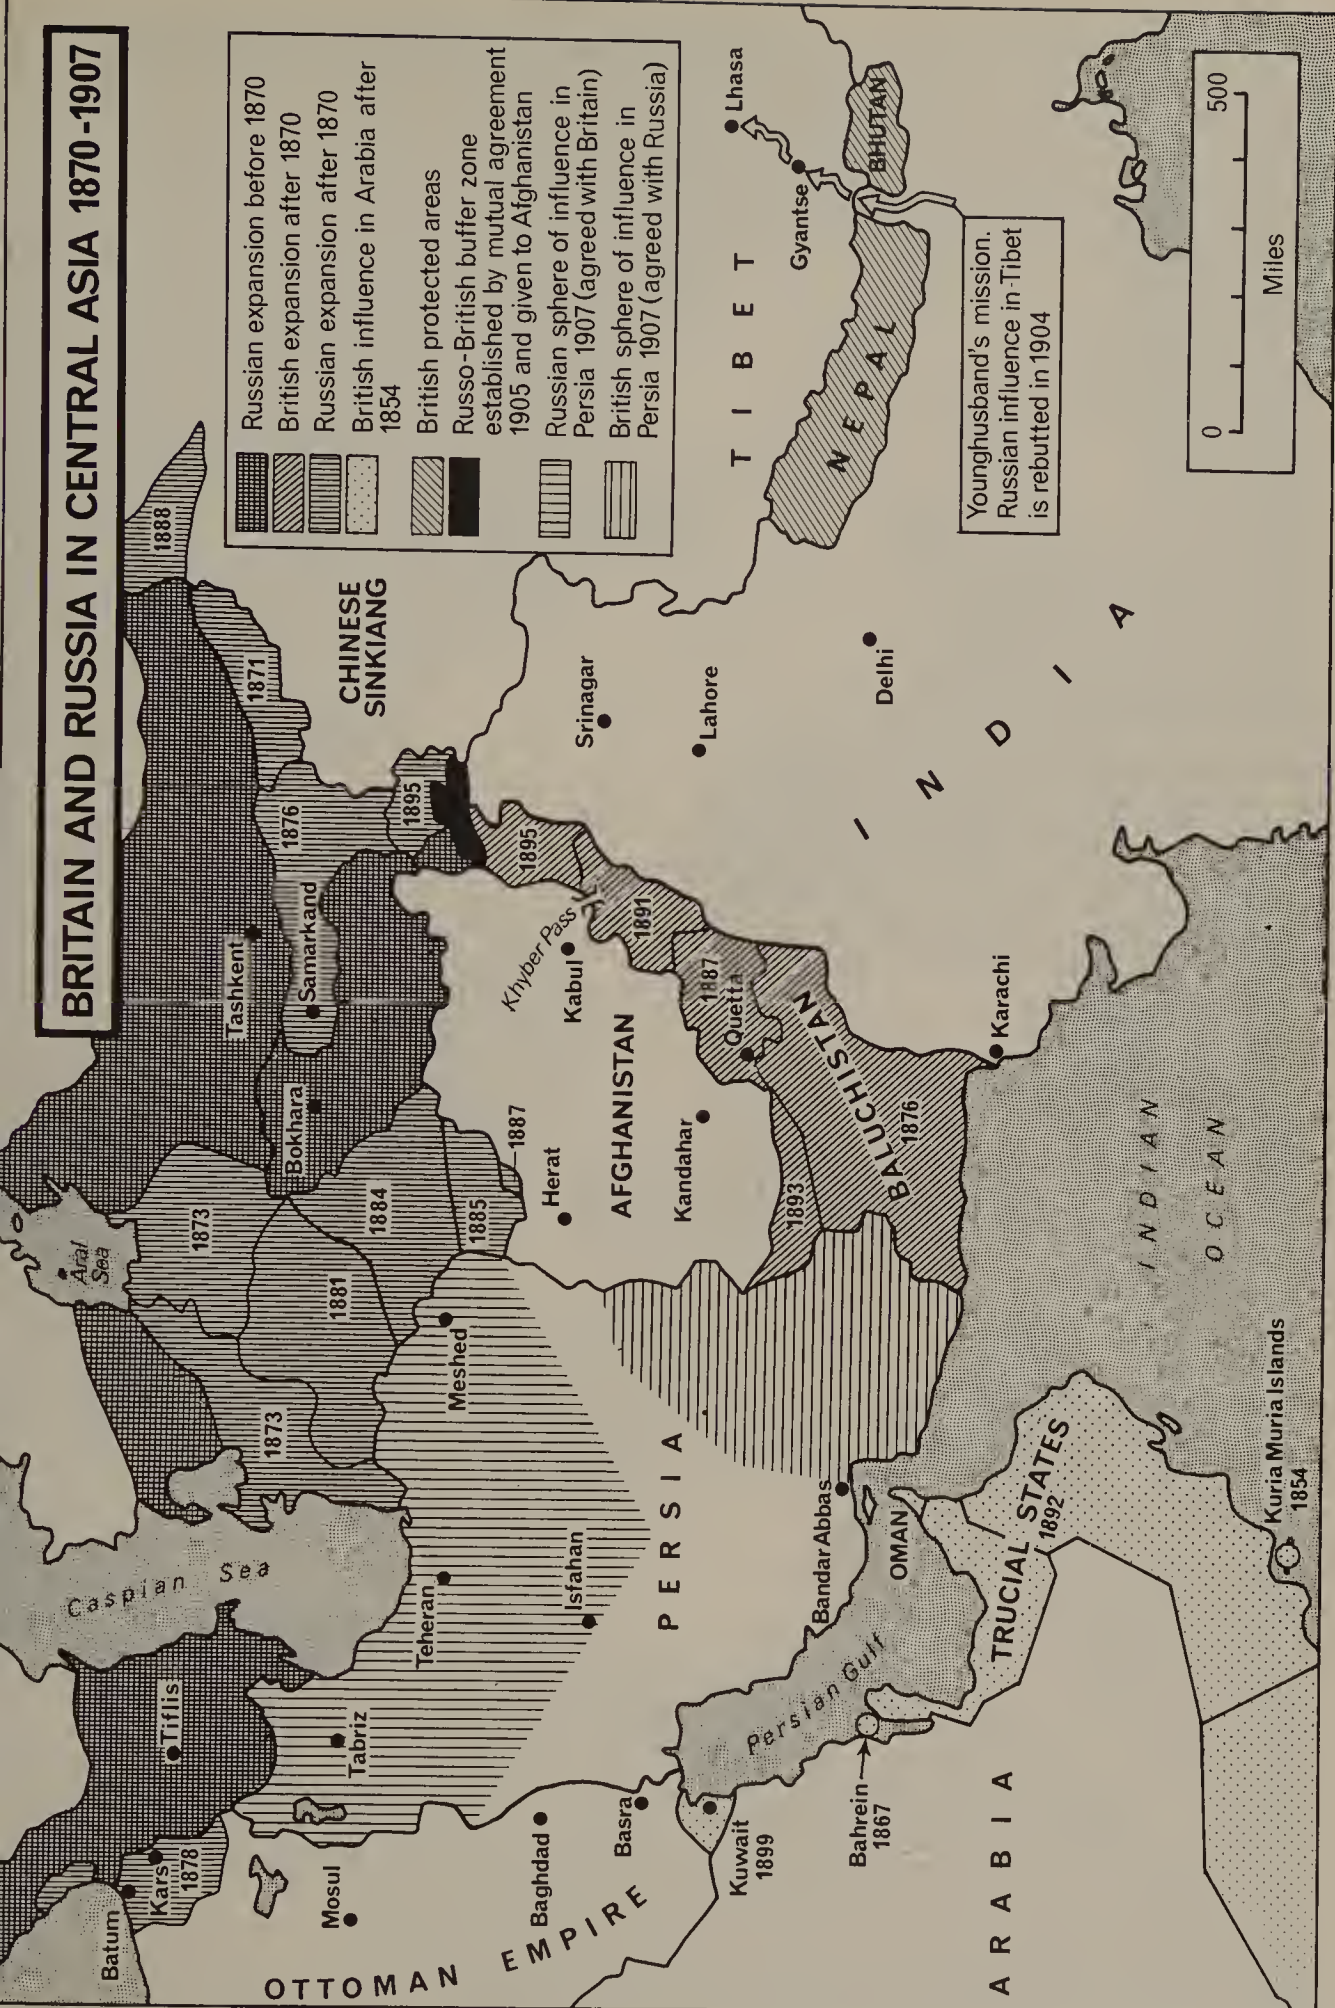 BRITAIN AND RUSSIA IN CENTRAL ASIA 1870-1907
Russian expansion before 1870
British expansion after 1870
Russian expansion after 1870
British influence in Arabia after
1854
British protected areas
Russo-British buffer zone
established by mutual agreement
1905 and given to Afghanistan
Russian sphere of influence in
Persia 1907 (agreed with Britain)
British sphere of influence in
Persia 1907 (agreed with Russia)
Batum
Kars
1878
Tiflis
Caspian Sea
Aral
Sea
1873
1873
1881
1884
1885
1887
Bokhara
Tashkent
Samarkand
1876
1871
1888
1895
CHINESE
SINKIANG
OTTOMAN EMPIRE
Mosul
Tabriz
Teheran
Meshed
Herat
Khyber Pass
Kabul
1895
1891
AFGHANISTAN
Kandahar
1887
Quetta
1893
BALUCHISTAN
1876
Srinagar
Lahore
Delhi
INDIA
TIBET
Lhasa
Gyantse
NEPAL
BHUTAN
Younghusband's mission.
Russian influence in Tibet
is rebutted in 1904
Baghdad
Basra
Isfahan
PERSIA
Kuwait
1899
Persian Gulf
Bandar Abbas
Karachi
Bahrein
1867
OMAN
TRUCIAL STATES
1892
ARABIA
Kuria Muria Islands
1854
INDIAN
OCEAN
0
500
Miles